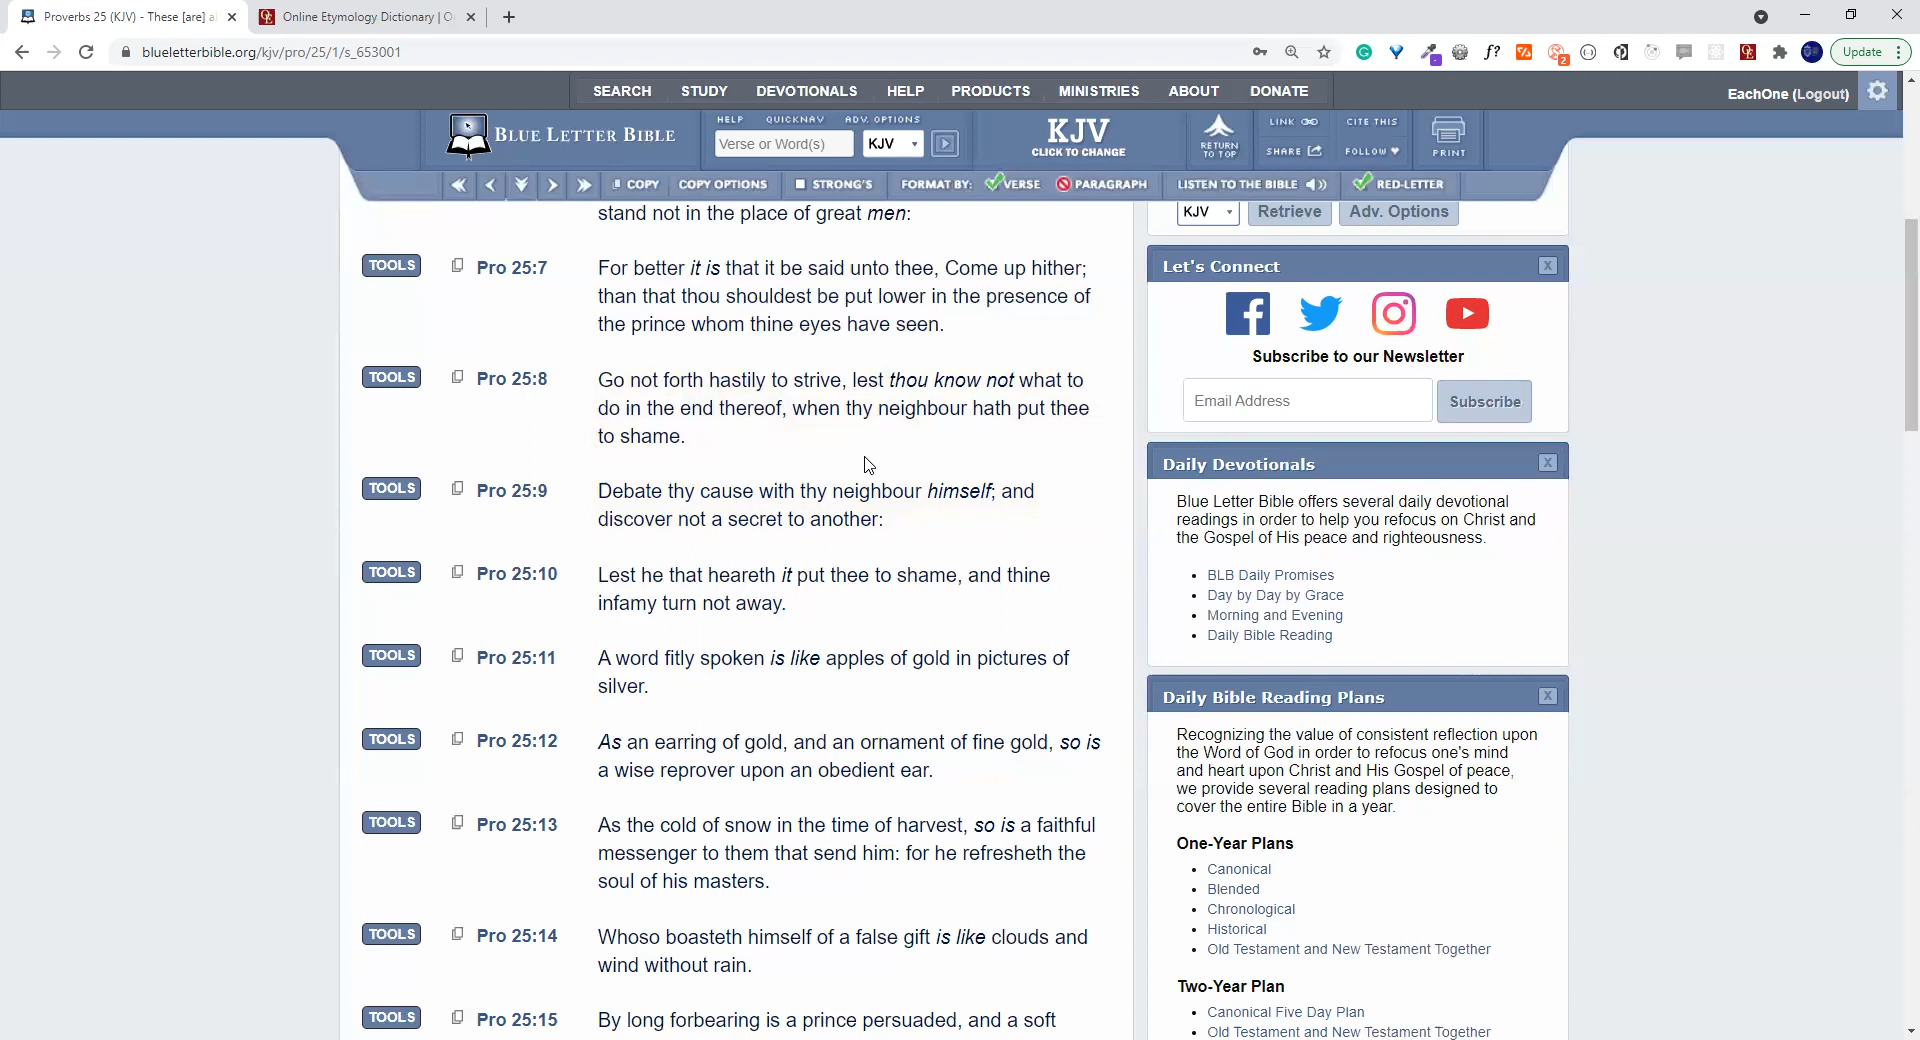 Proverbs 25 (KJV) - These [are] al
Online Etymology Dictionary | O
blueletterbible.org/kjv/pro/25/1/s_653001
Update
SEARCH STUDY DEVOTIONALS HELP PRODUCTS MINISTRIES ABOUT DONATE
EachOne (Logout)
BLUE LETTER BIBLE
HELP QUICKNAV ADV. OPTIONS
Verse or Word(s) KJV
KJV
CLICK TO CHANGE
RETURN
TO TOP
LINK CITE THIS
SHARE FOLLOW
PRINT
COPY COPY OPTIONS STRONG'S FORMAT BY: VERSE PARAGRAPH LISTEN TO THE BIBLE RED-LETTER
stand not in the place of great men:
TOOLS Pro 25:7 For better it is that it be said unto thee, Come up hither;
than that thou shouldest be put lower in the presence of
the prince whom thine eyes have seen.
TOOLS Pro 25:8 Go not forth hastily to strive, lest thou know not what to
do in the end thereof, when thy neighbour hath put thee
to shame.
TOOLS Pro 25:9 Debate thy cause with thy neighbour himself; and
discover not a secret to another:
TOOLS Pro 25:10 Lest he that heareth it put thee to shame, and thine
infamy turn not away.
TOOLS Pro 25:11 A word fitly spoken is like apples of gold in pictures of
silver.
TOOLS Pro 25:12 As an earring of gold, and an ornament of fine gold, so is
a wise reprover upon an obedient ear.
TOOLS Pro 25:13 As the cold of snow in the time of harvest, so is a faithful
messenger to them that send him: for he refresheth the
soul of his masters.
TOOLS Pro 25:14 Whoso boasteth himself of a false gift is like clouds and
wind without rain.
TOOLS Pro 25:15 By long forbearing is a prince persuaded, and a soft
KJV Retrieve Adv. Options
Let's Connect X
Subscribe to our Newsletter
Email Address Subscribe
Daily Devotionals X
Blue Letter Bible offers several daily devotional
readings in order to help you refocus on Christ and
the Gospel of His peace and righteousness.
BLB Daily Promises
Day by Day by Grace
Morning and Evening
Daily Bible Reading
Daily Bible Reading Plans X
Recognizing the value of consistent reflection upon
the Word of God in order to refocus one's mind
and heart upon Christ and His Gospel of peace,
we provide several reading plans designed to
cover the entire Bible in a year.
One-Year Plans
Canonical
Blended
Chronological
Historical
Old Testament and New Testament Together
Two-Year Plan
Canonical Five Day Plan
Old Testament and New Testament Together